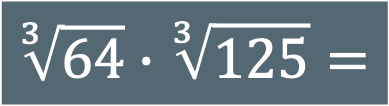 ∛64 · ∛125 =